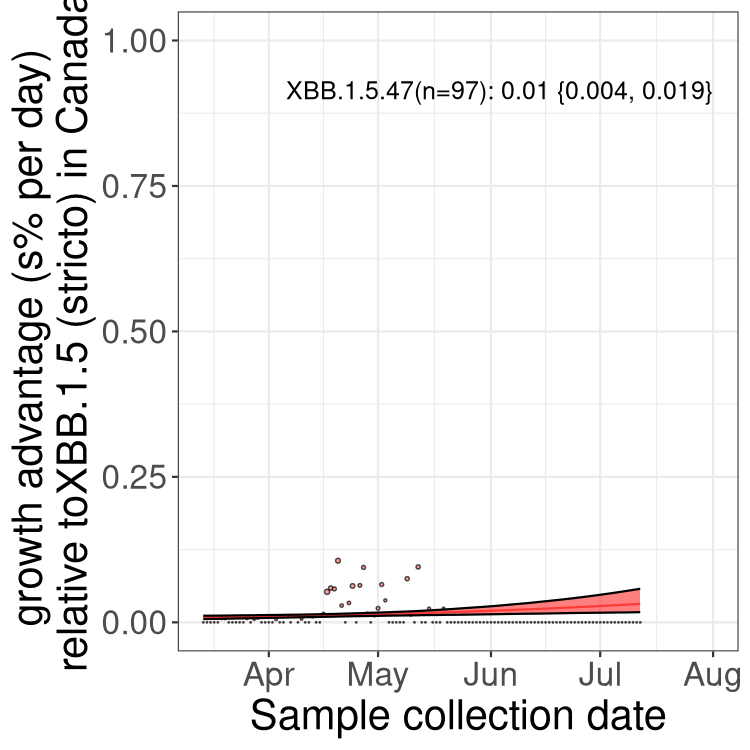 growth advantage (s% per day)
relative toXBB.1.5 (stricto) in Canada
1.00
0.75
0.50
0.25
0.00
XBB.1.5.47(n=97): 0.01 {0.004, 0.019}
Apr May Jun Jul Aug
Sample collection date